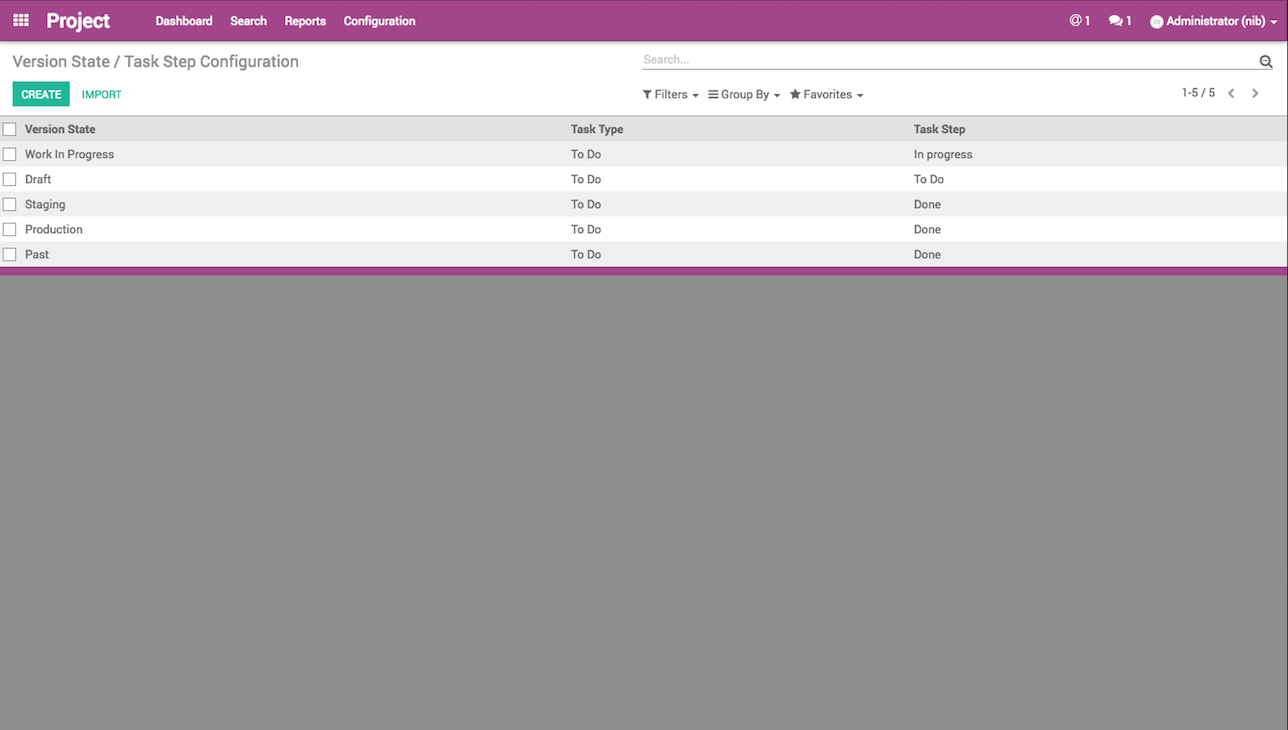 Project Dashboard Search Reports Configuration @ 1 1 Administrator (nib)
Version State / Task Step Configuration Search...
CREATE IMPORT Filters Group By Favorites 1-5 / 5
Version State Task Type Task Step
Work In Progress To Do In progress
Draft To Do To Do
Staging To Do Done
Production To Do Done
Past To Do Done